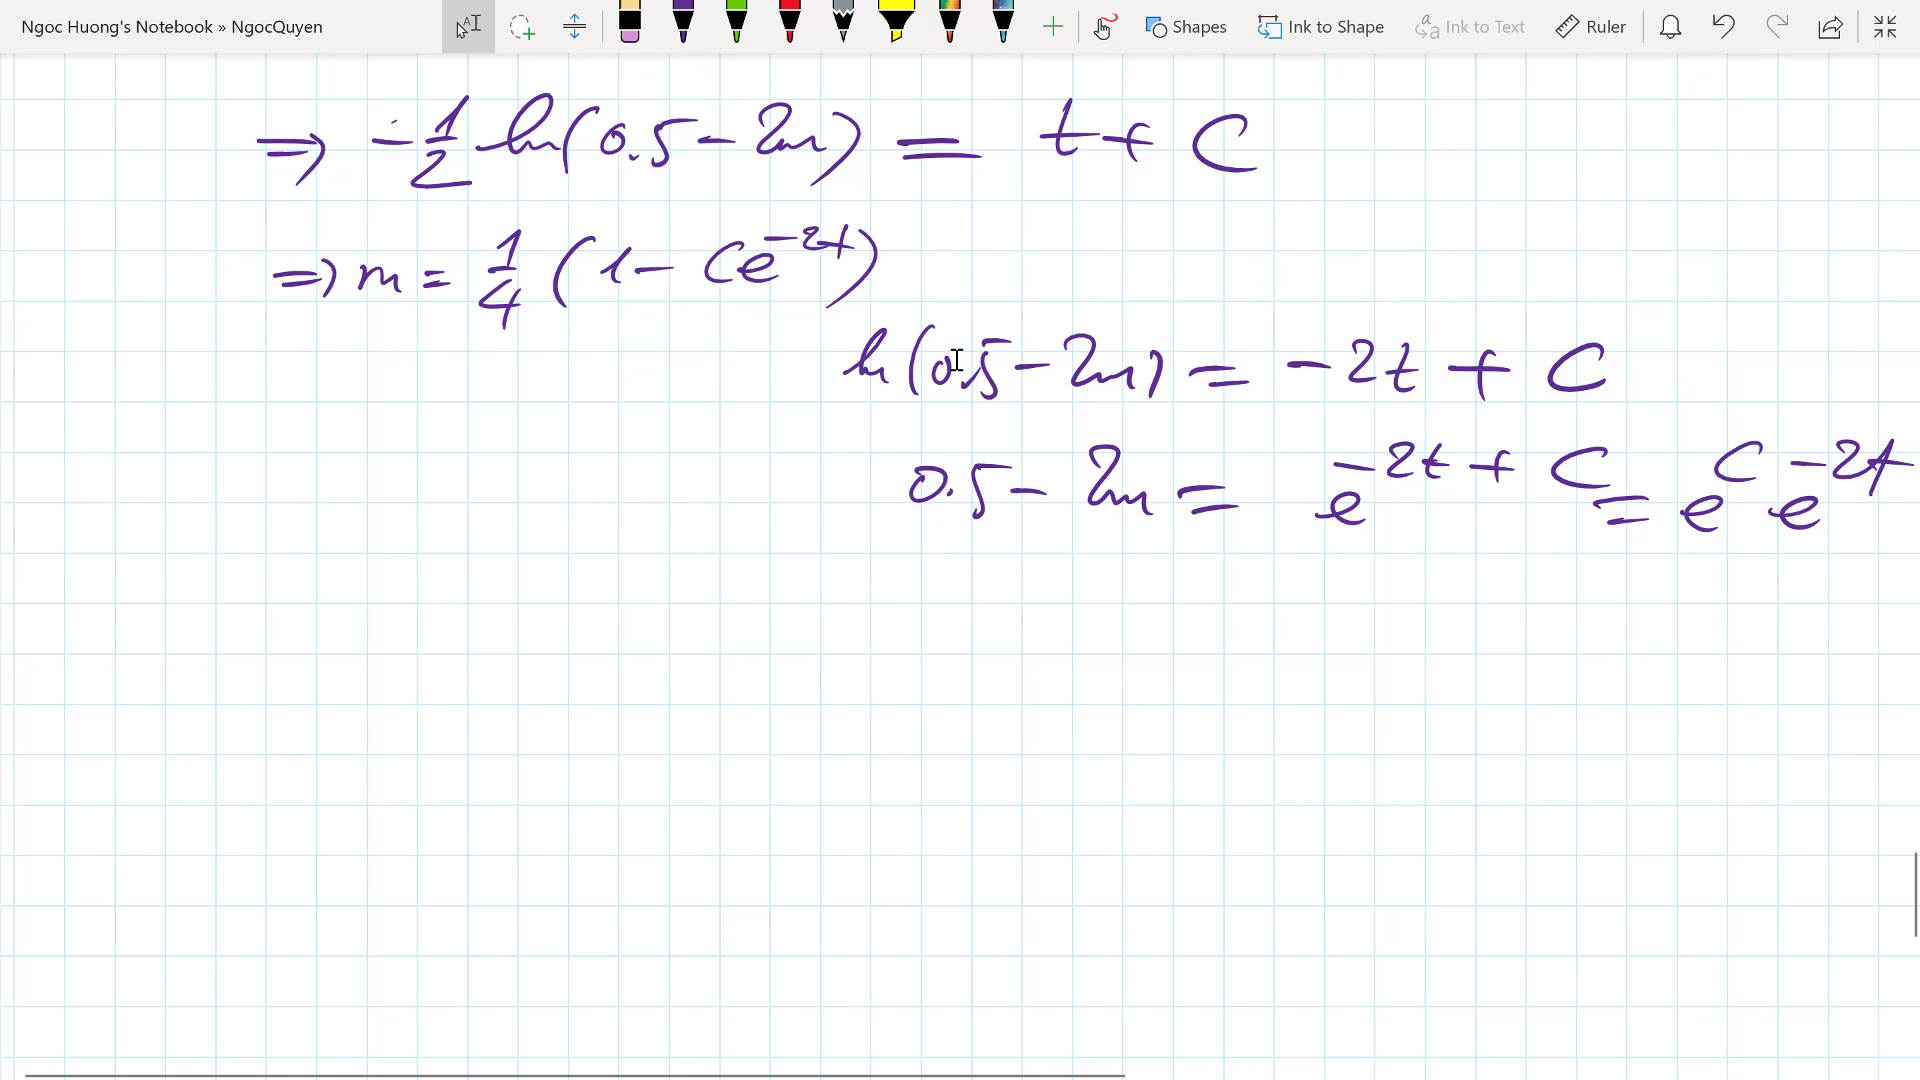 Ngoc Huong's Notebook » NgocQuyen Shapes Ink to Shape Ink to Text Ruler
⇒ -1/2 ln(0.5 - 2m) = t + C
⇒ m = 1/4 (1 - Ce^-2t)
ln(0.5 - 2m) = -2t + C
0.5 - 2m = e^-2t + C = e^C e^-2t